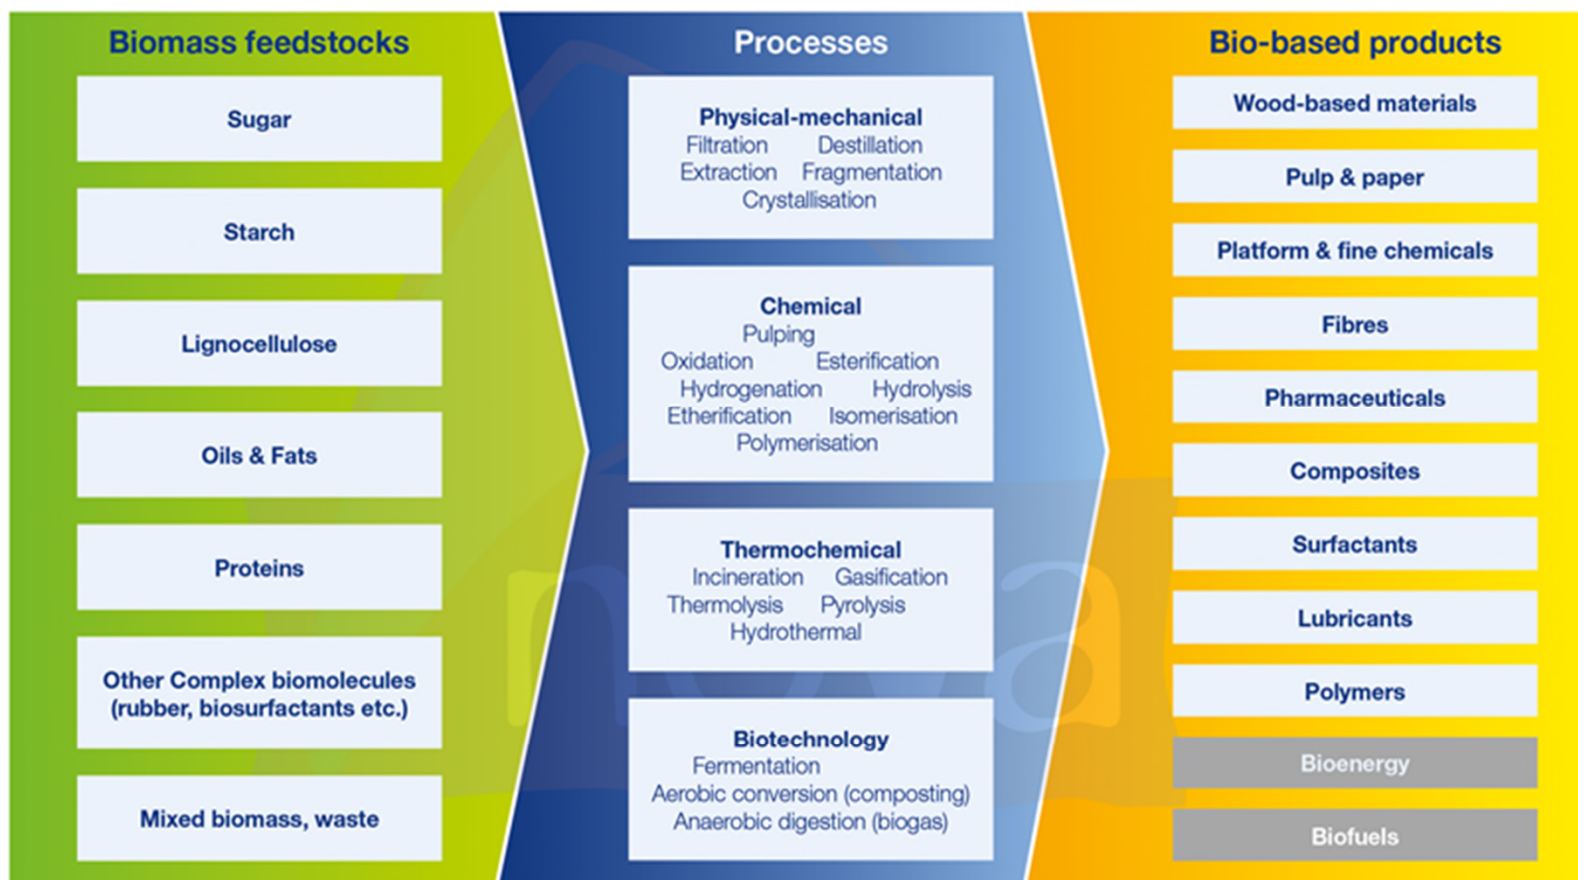 Biomass feedstocks
Sugar
Starch
Lignocellulose
Oils & Fats
Proteins
Other Complex biomolecules
(rubber, biosurfactants etc.)
Mixed biomass, waste
Processes
Physical-mechanical
Filtration Destillation
Extraction Fragmentation
Crystallisation
Chemical
Pulping
Oxidation Esterification
Hydrogenation Hydrolysis
Etherification Isomerisation
Polymerisation
Thermochemical
Incineration Gasification
Thermolysis Pyrolysis
Hydrothermal
Biotechnology
Fermentation
Aerobic conversion (composting)
Anaerobic digestion (biogas)
Bio-based products
Wood-based materials
Pulp & paper
Platform & fine chemicals
Fibres
Pharmaceuticals
Composites
Surfactants
Lubricants
Polymers
Bioenergy
Biofuels
nova